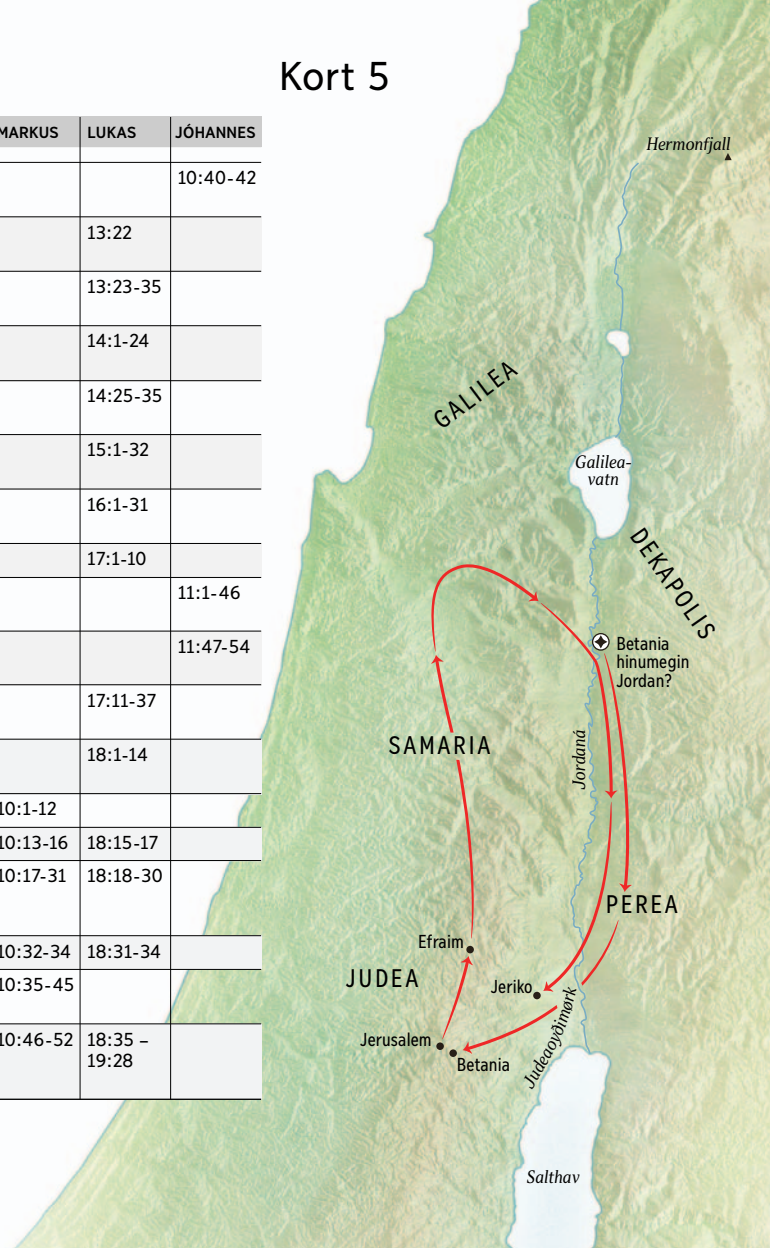 Kort 5
MARKUS LUKAS JÓHANNES
10:40-42
13:22
13:23-35
14:1-24
14:25-35
15:1-32
16:1-31
17:1-10
11:1-46
11:47-54
17:11-37
18:1-14
10:1-12
10:13-16 18:15-17
10:17-31 18:18-30
10:32-34 18:31-34
10:35-45
10:46-52 18:35 –
19:28
Hermonfjall
GALILEA
Galilea-
vatn
DEKAPOLIS
Betania
hinumegin
Jordan?
SAMARIA
Jordaná
PEREA
Efraim
JUDEA
Jeriko
Jerusalem
Betania
Judeaoyðimørk
Salthav